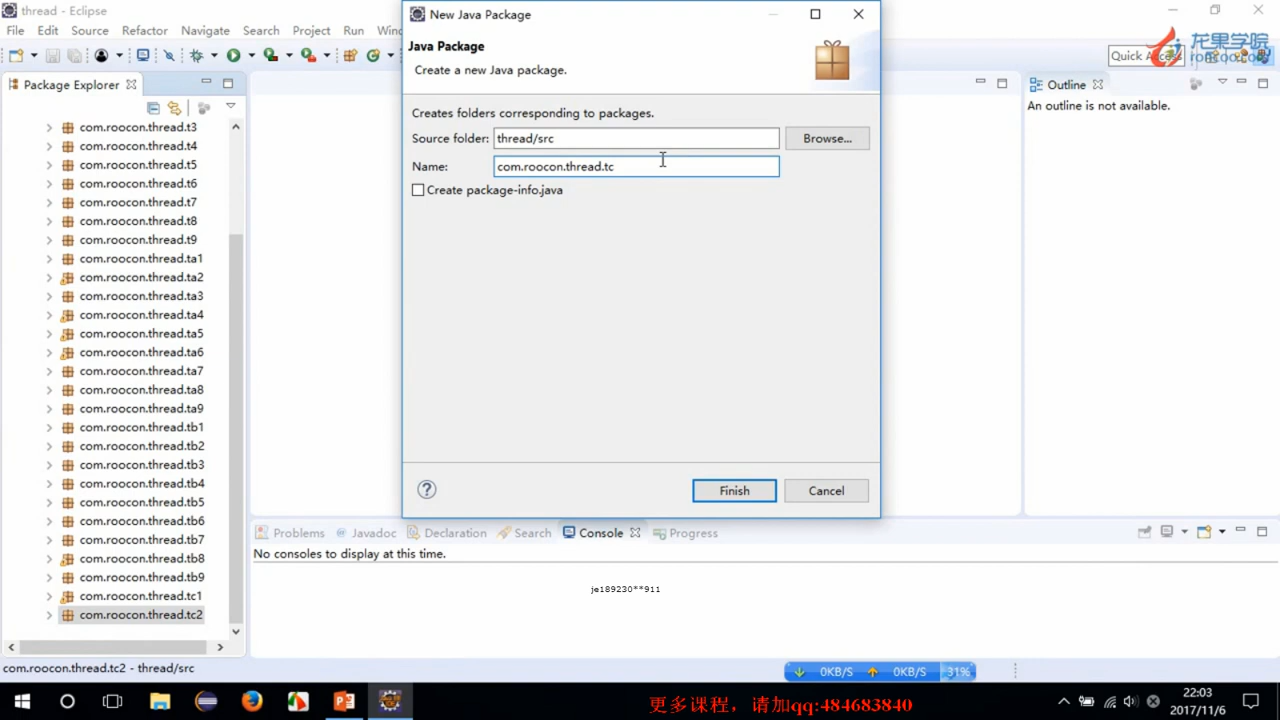 thread - Eclipse
File Edit Source Refactor Navigate Search Project Run
New Java Package
Java Package
Create a new Java package.
Creates folders corresponding to packages.
Source folder: thread/src Browse...
Name: com.roocon.thread.tc
Create package-info.java
Finish Cancel
龙果学院
Quick
Package Explorer
com.roocon.thread.t3
com.roocon.thread.t4
com.roocon.thread.t5
com.roocon.thread.t6
com.roocon.thread.t7
com.roocon.thread.t8
com.roocon.thread.t9
com.roocon.thread.ta1
com.roocon.thread.ta2
com.roocon.thread.ta3
com.roocon.thread.ta4
com.roocon.thread.ta5
com.roocon.thread.ta6
com.roocon.thread.ta7
com.roocon.thread.ta8
com.roocon.thread.ta9
com.roocon.thread.tb1
com.roocon.thread.tb2
com.roocon.thread.tb3
com.roocon.thread.tb4
com.roocon.thread.tb5
com.roocon.thread.tb6
com.roocon.thread.tb7
com.roocon.thread.tb8
com.roocon.thread.tb9
com.roocon.thread.tc1
com.roocon.thread.tc2
Outline
An outline is not available.
Problems Javadoc Declaration Search Console Progress
No consoles to display at this time.
je189230**911
com.roocon.thread.tc2 - thread/src
0KB/S 0KB/S 31%
更多课程，请加qq:484683840
22:03
2017/11/6